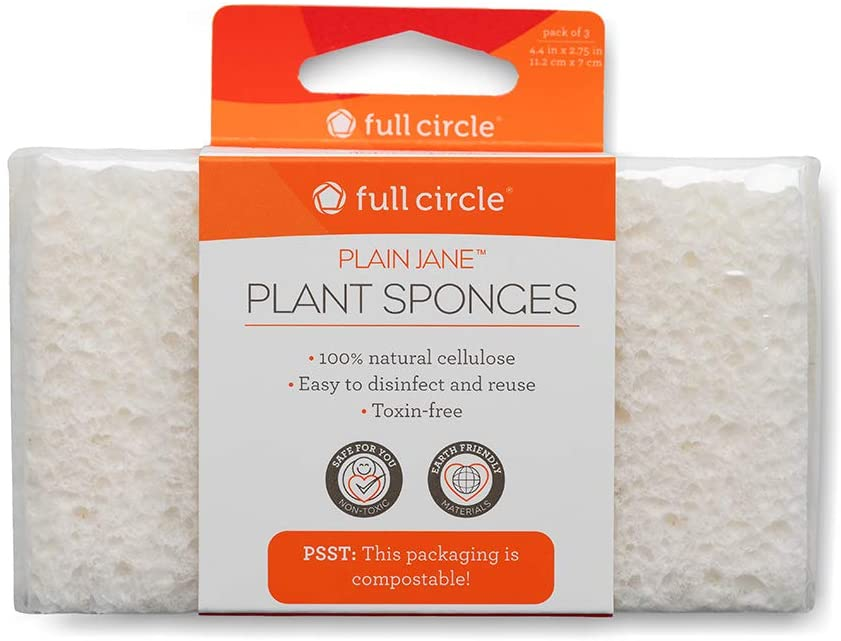 pack of 3
4.4 in x 2.75 in
11.2 cm x 7 cm
full circle®
full circle®
PLAIN JANE™
PLANT SPONGES
• 100% natural cellulose
• Easy to disinfect and reuse
• Toxin-free
SAFE FOR YOU
NON-TOXIC
EARTH FRIENDLY
MATERIALS
PSST: This packaging is
compostable!